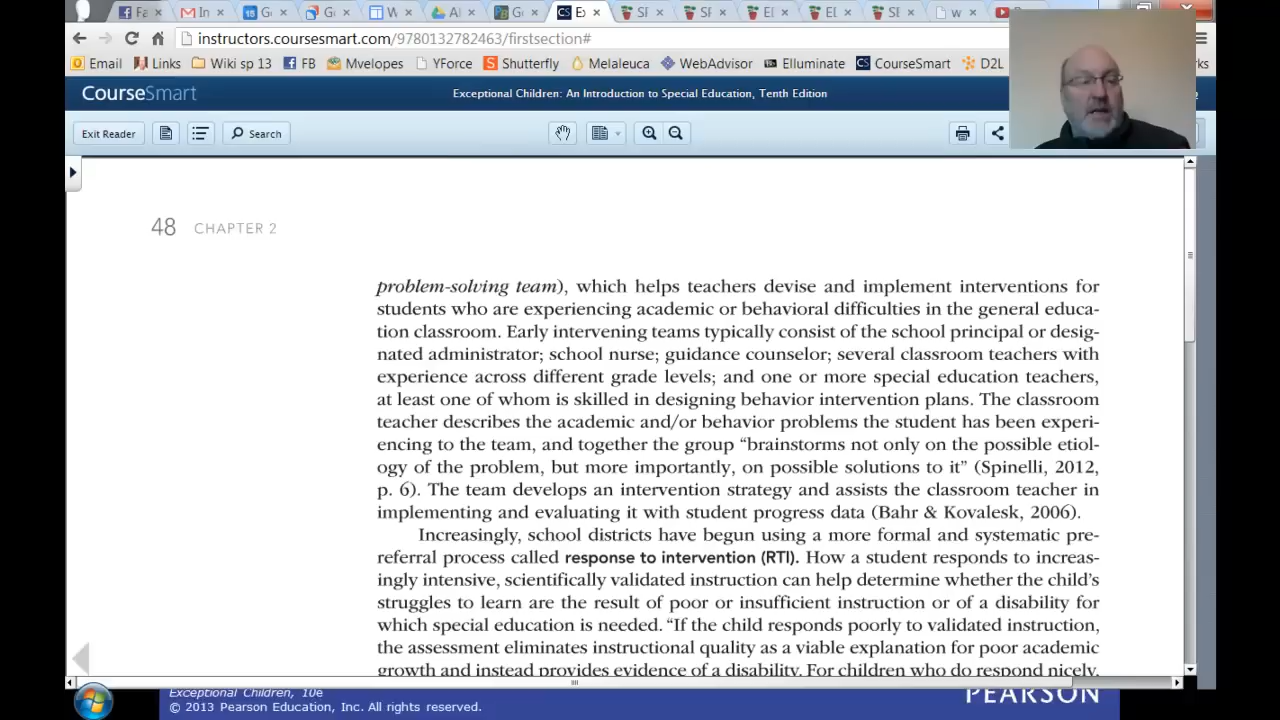 Fa
In
G
G
W
Al
G
E
SF
SF
El
EL
SE
w
instructors.coursesmart.com/9780132782463/firstsection#
Email Links Wiki sp 13 FB Mvelopes YForce Shutterfly Melaleuca WebAdvisor Elluminate CourseSmart D2L
CourseSmart
Exceptional Children: An Introduction to Special Education, Tenth Edition
Exit Reader Search
48 CHAPTER 2
problem-solving team), which helps teachers devise and implement interventions for
students who are experiencing academic or behavioral difficulties in the general educa-
tion classroom. Early intervening teams typically consist of the school principal or desig-
nated administrator; school nurse; guidance counselor; several classroom teachers with
experience across different grade levels; and one or more special education teachers,
at least one of whom is skilled in designing behavior intervention plans. The classroom
teacher describes the academic and/or behavior problems the student has been experi-
encing to the team, and together the group “brainstorms not only on the possible etiol-
ogy of the problem, but more importantly, on possible solutions to it” (Spinelli, 2012,
p. 6). The team develops an intervention strategy and assists the classroom teacher in
implementing and evaluating it with student progress data (Bahr & Kovalesk, 2006).
Increasingly, school districts have begun using a more formal and systematic pre-
referral process called response to intervention (RTI). How a student responds to increas-
ingly intensive, scientifically validated instruction can help determine whether the child’s
struggles to learn are the result of poor or insufficient instruction or of a disability for
which special education is needed. “If the child responds poorly to validated instruction,
the assessment eliminates instructional quality as a viable explanation for poor academic
growth and instead provides evidence of a disability. For children who do respond nicely,
Exceptional Children, 10e
© 2013 Pearson Education, Inc. All rights reserved.
PEARSON